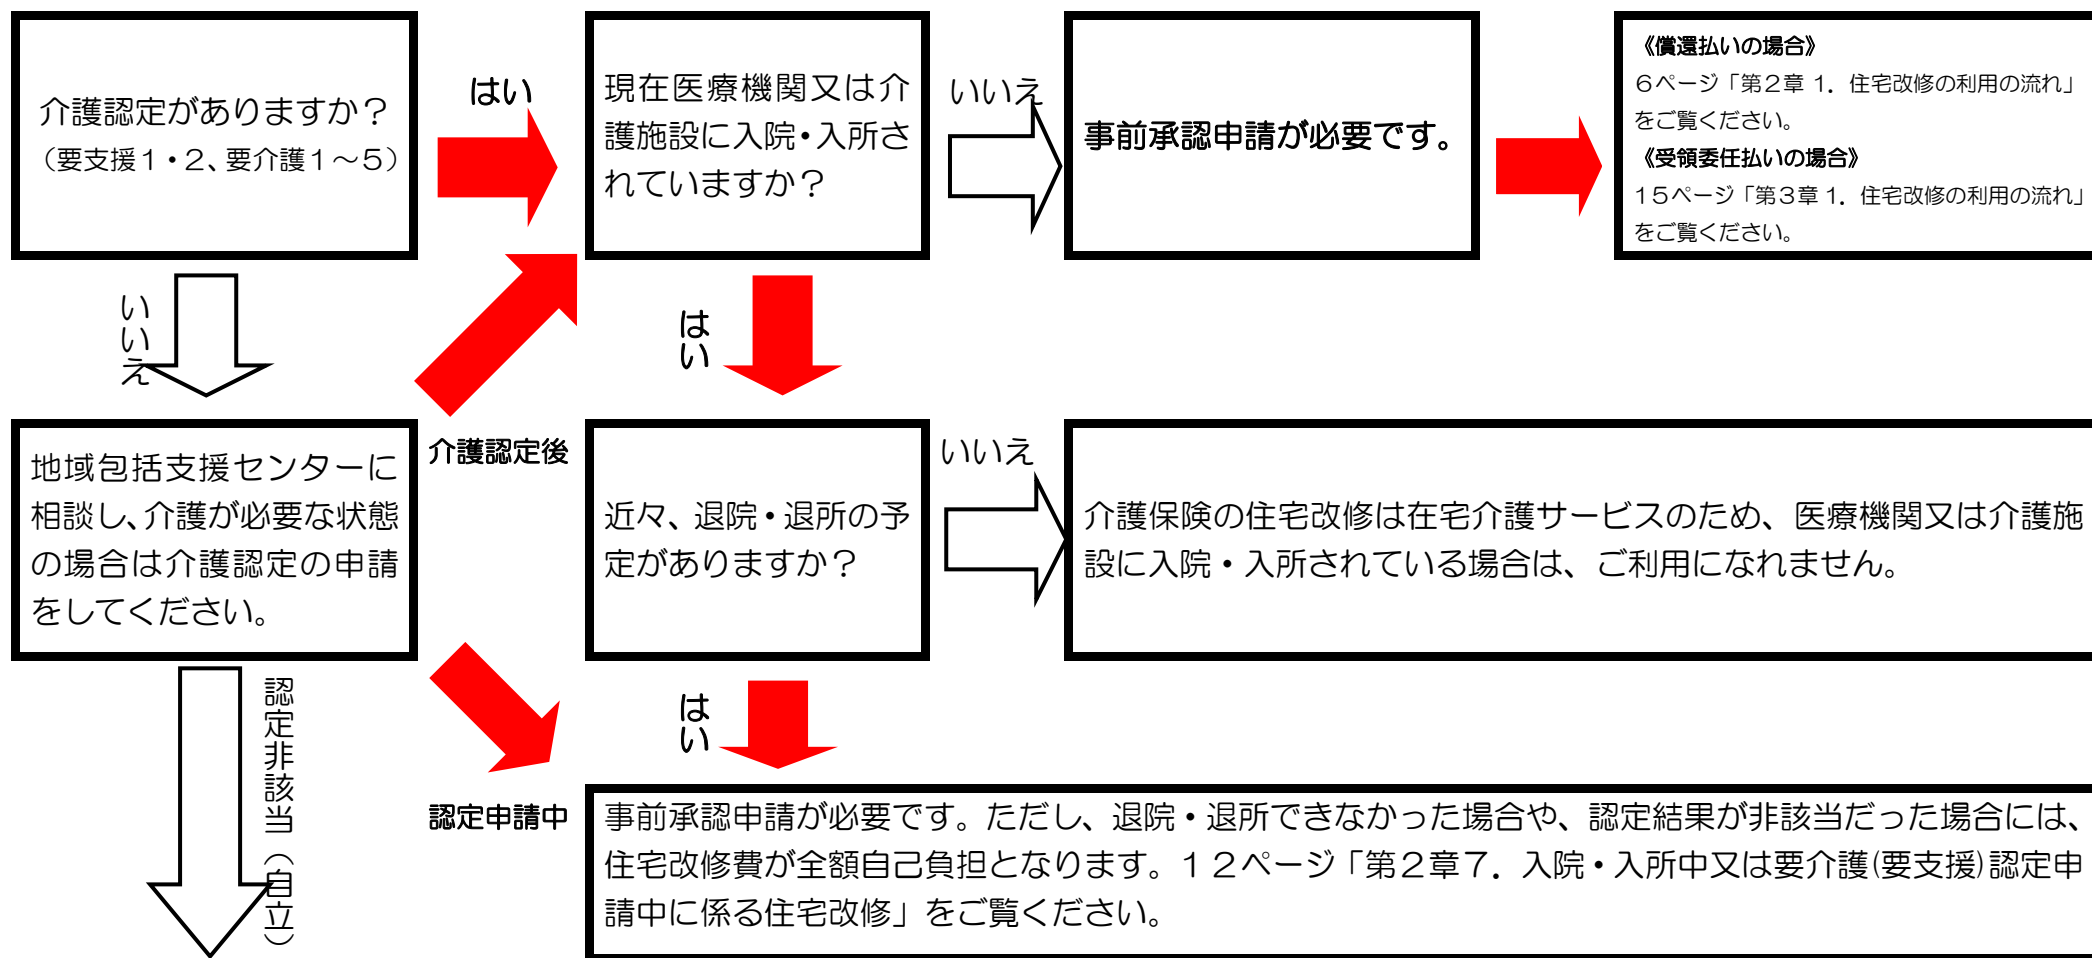 介護認定がありますか？
（要支援１・２、要介護１～５）
はい
現在医療機関又は介
護施設に入院・入所さ
れていますか？
いいえ
事前承認申請が必要です。
《償還払いの場合》
６ページ「第２章 １．住宅改修の利用の流れ」
をご覧ください。
《受領委任払いの場合》
１５ページ「第３章 １．住宅改修の利用の流れ」
をご覧ください。
いいえ
はい
地域包括支援センターに
相談し、介護が必要な状態
の場合は介護認定の申請
をしてください。
介護認定後
近々、退院・退所の予
定がありますか？
いいえ
介護保険の住宅改修は在宅介護サービスのため、医療機関又は介護施
設に入院・入所されている場合は、ご利用になれません。
認定非該当（自立）
はい
認定申請中
事前承認申請が必要です。ただし、退院・退所できなかった場合や、認定結果が非該当だった場合には、
住宅改修費が全額自己負担となります。１２ページ「第２章７．入院・入所中又は要介護(要支援)認定申
請中に係る住宅改修」をご覧ください。